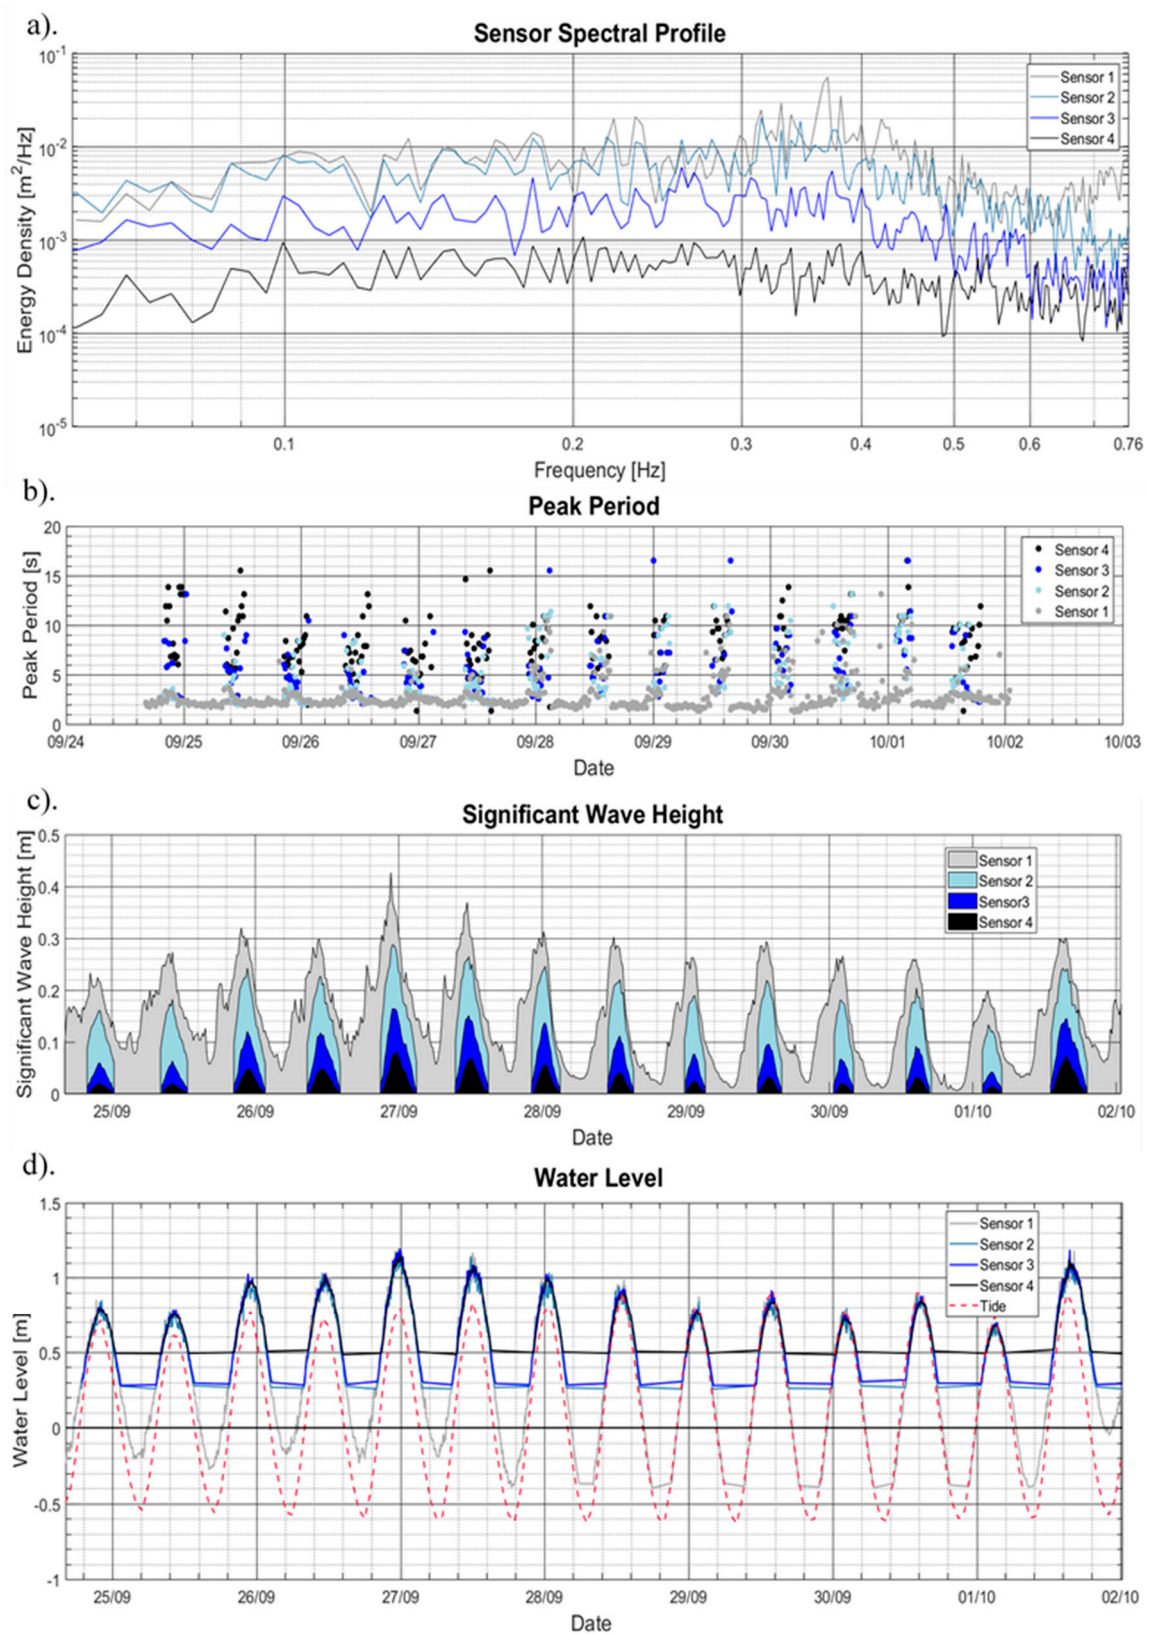 a).
Sensor Spectral Profile
Energy Density [m²/Hz]
10⁻¹
10⁻²
10⁻³
10⁻⁴
10⁻⁵
Sensor 1
Sensor 2
Sensor 3
Sensor 4
0.1 0.2 0.3 0.4 0.5 0.6 0.76
Frequency [Hz]
b).
Peak Period
Peak Period [s]
20
15
10
5
0
Sensor 4
Sensor 3
Sensor 2
Sensor 1
09/24 09/25 09/26 09/27 09/28 09/29 09/30 10/01 10/02 10/03
Date
c).
Significant Wave Height
Significant Wave Height [m]
0.5
0.4
0.3
0.2
0.1
0
Sensor 1
Sensor 2
Sensor3
Sensor 4
25/09 26/09 27/09 28/09 29/09 30/09 01/10 02/10
Date
d).
Water Level
Water Level [m]
1.5
1
0.5
0
-0.5
-1
Sensor 1
Sensor 2
Sensor 3
Sensor 4
Tide
25/09 26/09 27/09 28/09 29/09 30/09 01/10 02/10
Date